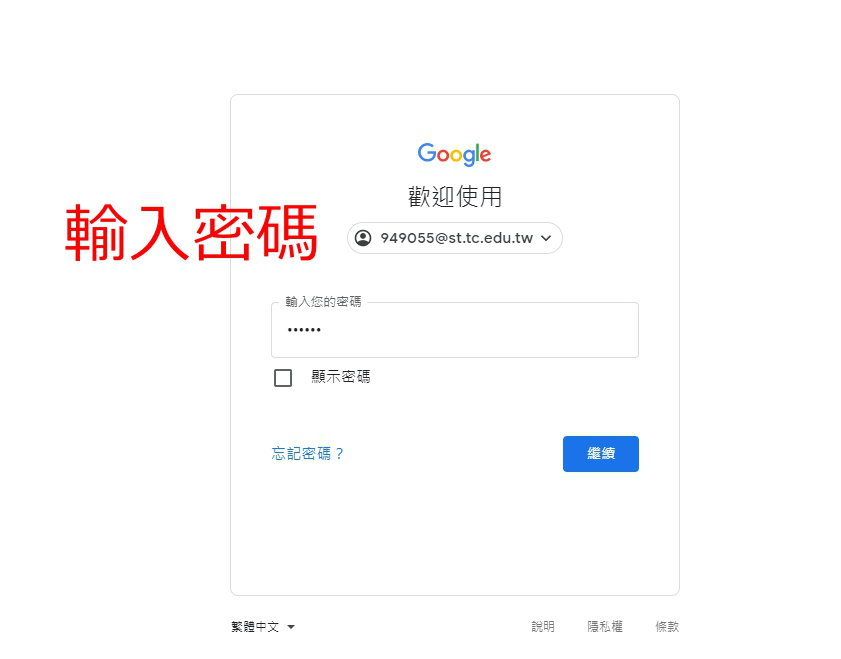 Google
歡迎使用
輸入密碼
949055@st.tc.edu.tw
輸入您的密碼
••••••
顯示密碼
忘記密碼？
繼續
繁體中文
說明
隱私權
條款